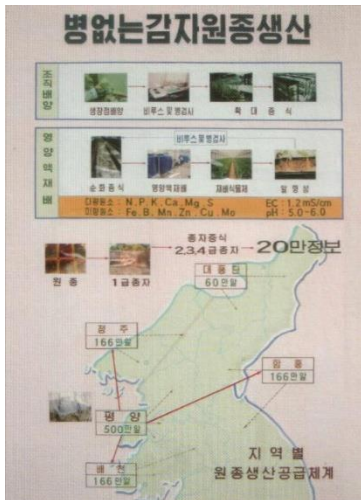 병없는감자원종생산
조직배양
생장점배양
비루스 및 병검사
확 대 증 식
영양액재배
비루스및병검사
순화증식
영양액재배
재배식물체
알 형 성
다량원소 : N, P, K, Ca, Mg, S
EC : 1.2 mS/cm
미량원소 : Fe, B, Mn, Zn, Cu, Mo
pH : 5.0-6.0
원 종
1급종자
종자증식
2,3,4급종자
20만정보
대 홍 단
60만알
정 주
166만알
함 흥
166만알
평 양
500만알
배 천
166만알
지 역 별
원종생산공급체계